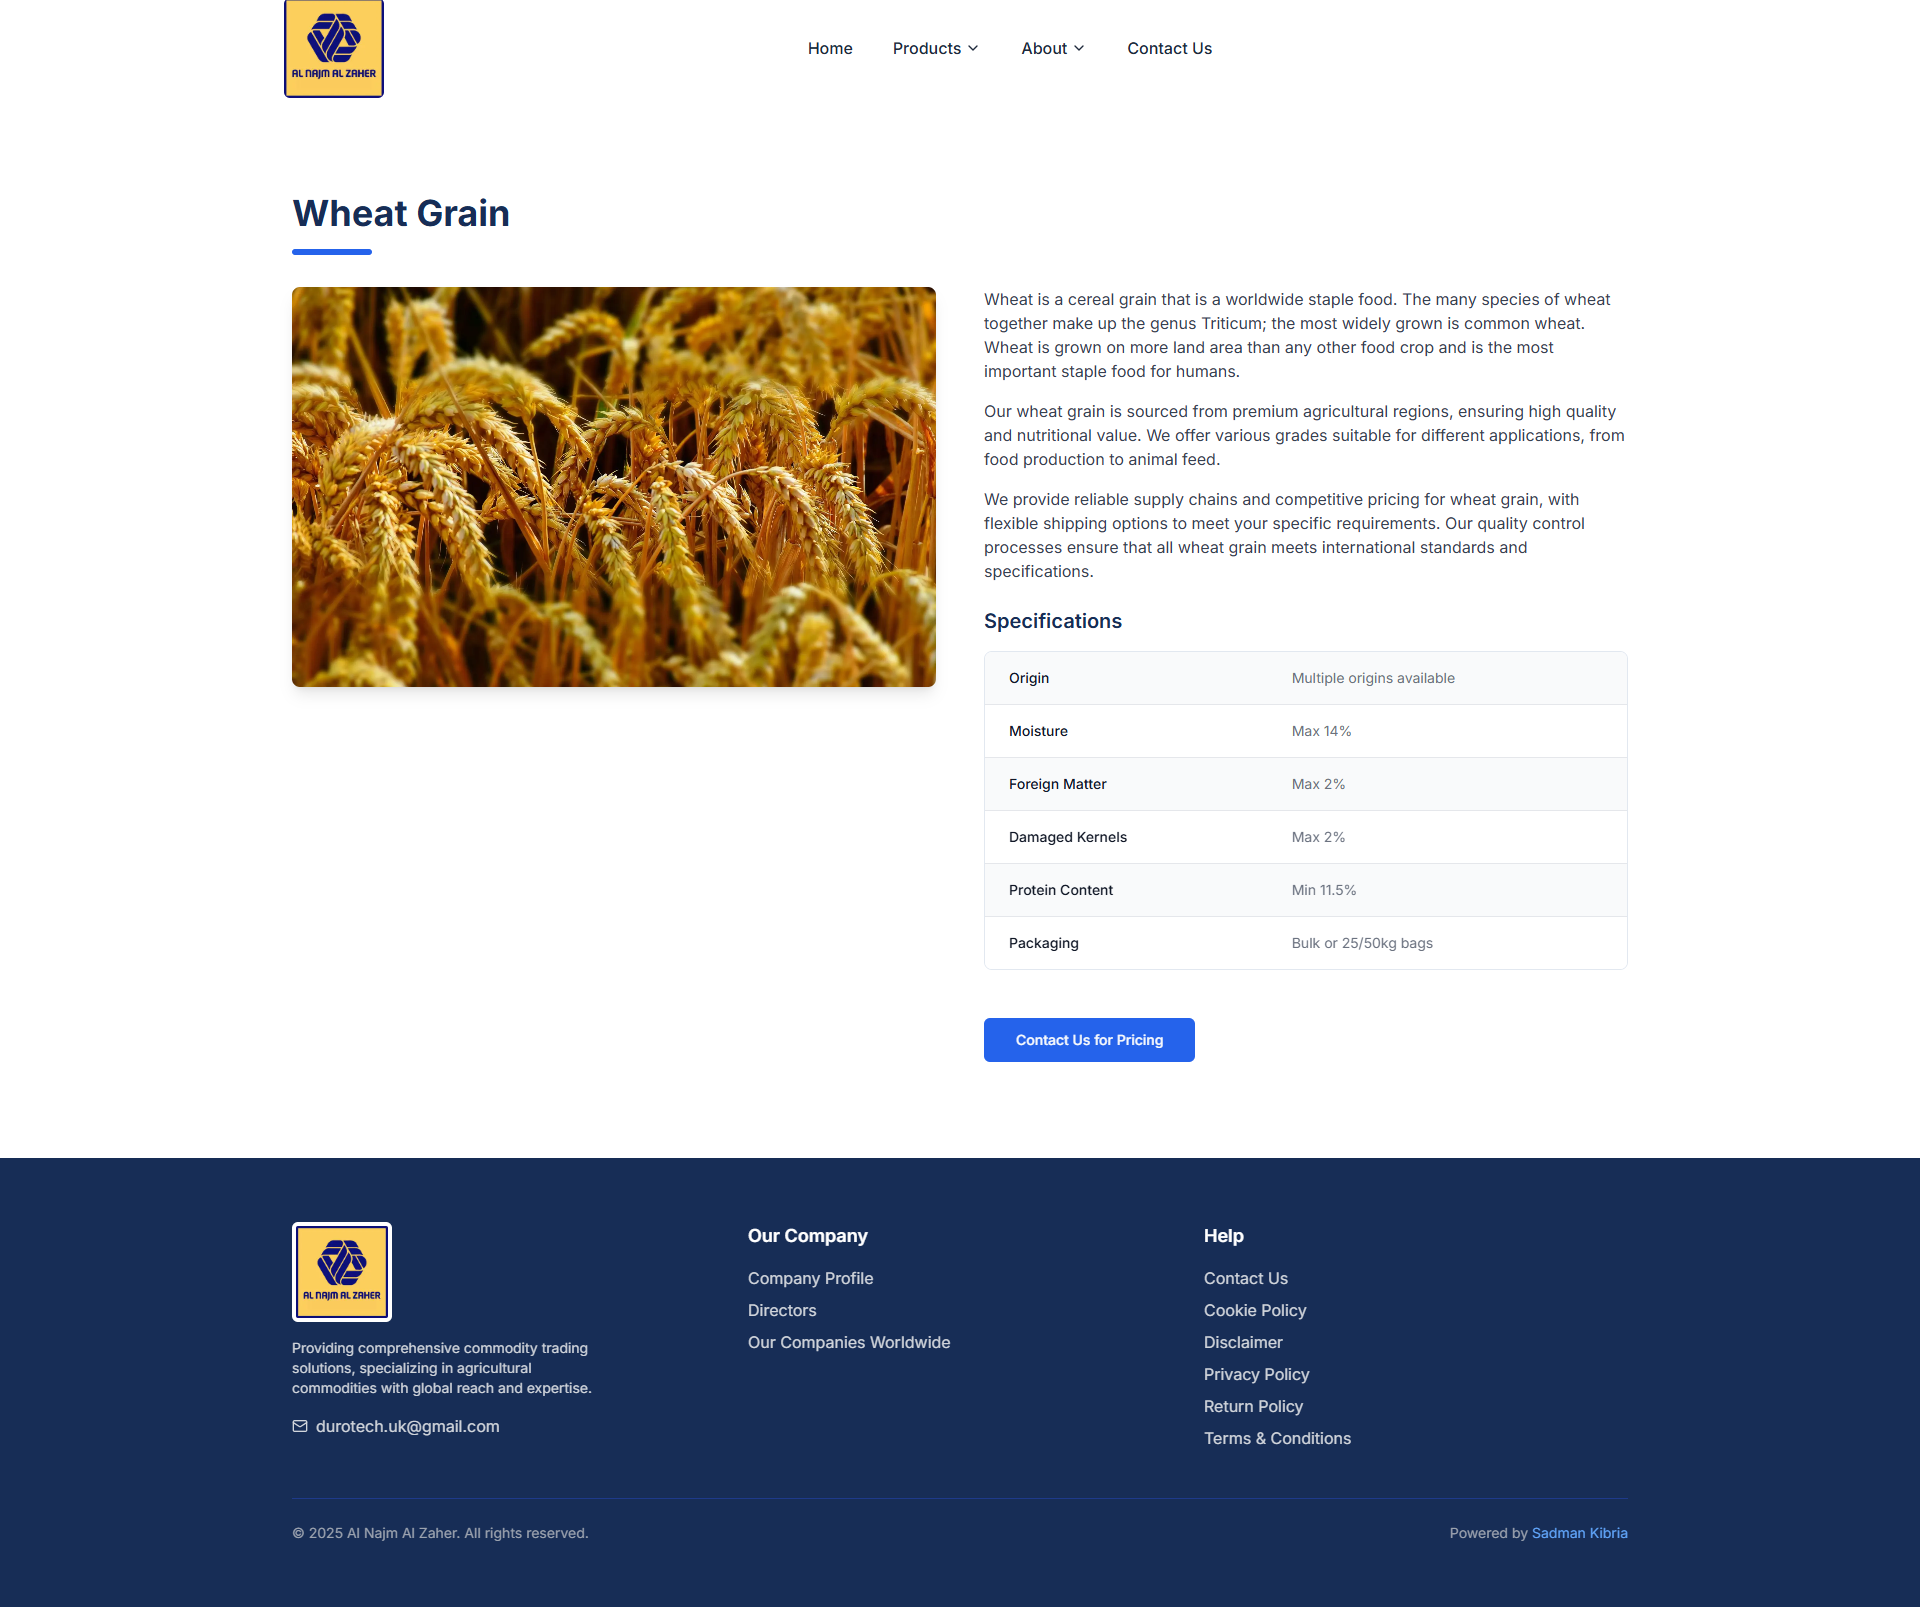 AL NAJM AL ZAHER
Home
Products
About
Contact Us
Wheat Grain
Wheat is a cereal grain that is a worldwide staple food. The many species of wheat
together make up the genus Triticum; the most widely grown is common wheat.
Wheat is grown on more land area than any other food crop and is the most
important staple food for humans.
Our wheat grain is sourced from premium agricultural regions, ensuring high quality
and nutritional value. We offer various grades suitable for different applications, from
food production to animal feed.
We provide reliable supply chains and competitive pricing for wheat grain, with
flexible shipping options to meet your specific requirements. Our quality control
processes ensure that all wheat grain meets international standards and
specifications.
Specifications
Origin Multiple origins available
Moisture Max 14%
Foreign Matter Max 2%
Damaged Kernels Max 2%
Protein Content Min 11.5%
Packaging Bulk or 25/50kg bags
Contact Us for Pricing
AL NAJM AL ZAHER
Providing comprehensive commodity trading
solutions, specializing in agricultural
commodities with global reach and expertise.
durotech.uk@gmail.com
Our Company
Company Profile
Directors
Our Companies Worldwide
Help
Contact Us
Cookie Policy
Disclaimer
Privacy Policy
Return Policy
Terms & Conditions
© 2025 Al Najm Al Zaher. All rights reserved.
Powered by Sadman Kibria